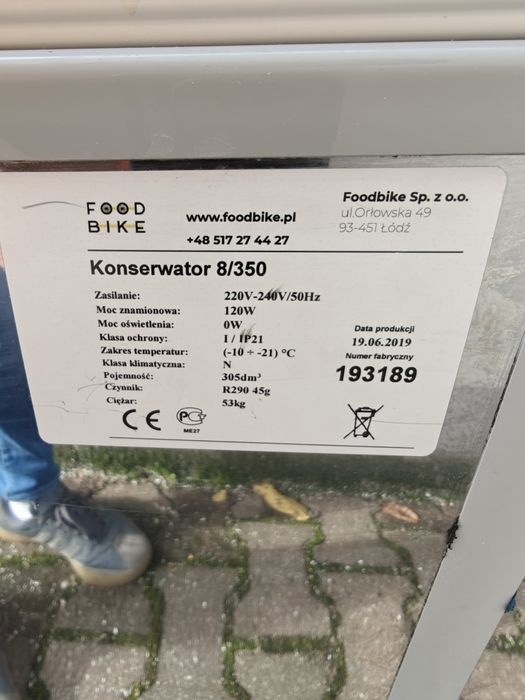 FOOD
BIKE
www.foodbike.pl
+48 517 27 44 27
Foodbike Sp. z o.o.
ul.Orłowska 49
93-451 Łódź
Konserwator 8/350
Zasilanie: 220V-240V/50Hz
Moc znamionowa: 120W
Moc oświetlenia: 0W
Klasa ochrony: I / IP21
Zakres temperatur: (-10 ÷ -21) °C
Klasa klimatyczna: N
Pojemność: 305dm³
Czynnik: R290 45g
Ciężar: 53kg
Data produkcji
19.06.2019
Numer fabryczny
193189
CE
PC
ME27